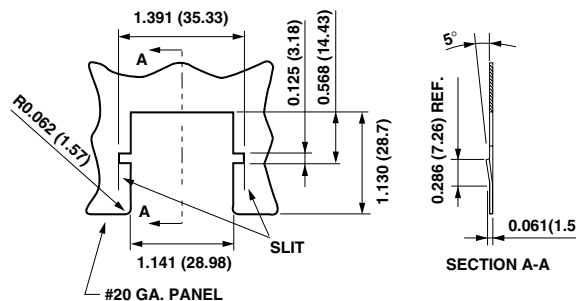 1.391 (35.33)
A
0.125 (3.18)
0.568 (14.43)
R0.062 (1.57)
1.130 (28.7)
A
SLIT
1.141 (28.98)
#20 GA. PANEL
5°
0.286 (7.26) REF.
0.061(1.5
SECTION A-A